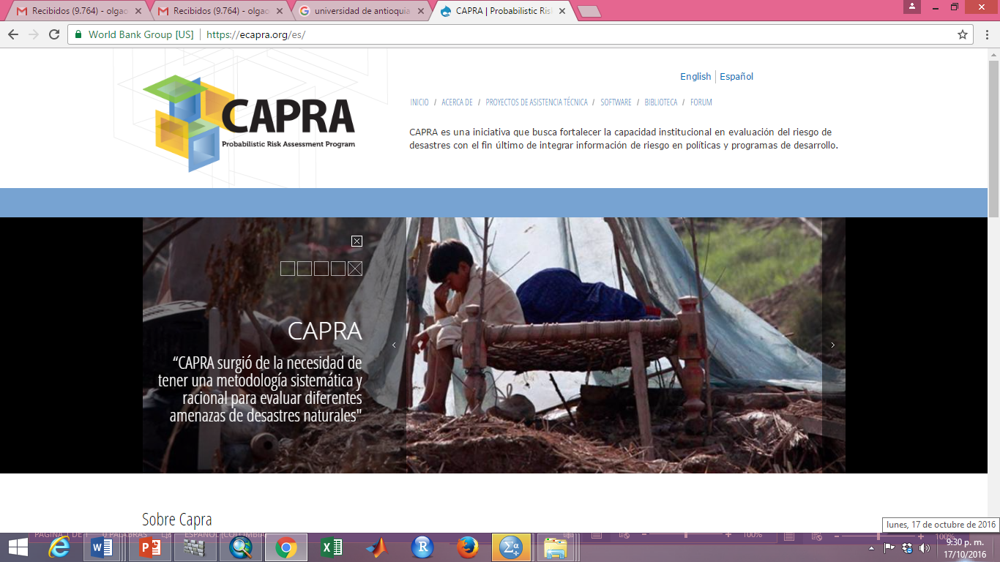 Recibidos (9.764) - olgao
Recibidos (9.764) - olgao
universidad de antioquia
CAPRA | Probabilistic Ris
World Bank Group [US]
https://ecapra.org/es/
English
Español
CAPRA
Probabilistic Risk Assessment Program
INICIO / ACERCA DE / PROYECTOS DE ASISTENCIA TÉCNICA / SOFTWARE / BIBLIOTECA / FORUM
CAPRA es una iniciativa que busca fortalecer la capacidad institucional en evaluación del riesgo de
desastres con el fin último de integrar información de riesgo en políticas y programas de desarrollo.
CAPRA
“CAPRA surgió de la necesidad de
tener una metodología sistemática y
racional para evaluar diferentes
amenazas de desastres naturales"
Sobre Capra
lunes, 17 de octubre de 2016
PÁGINA 1 DE 1 0 PALABRAS ESPAÑOL (COLOMBIA
100%
100%
9:30 p. m.
17/10/2016